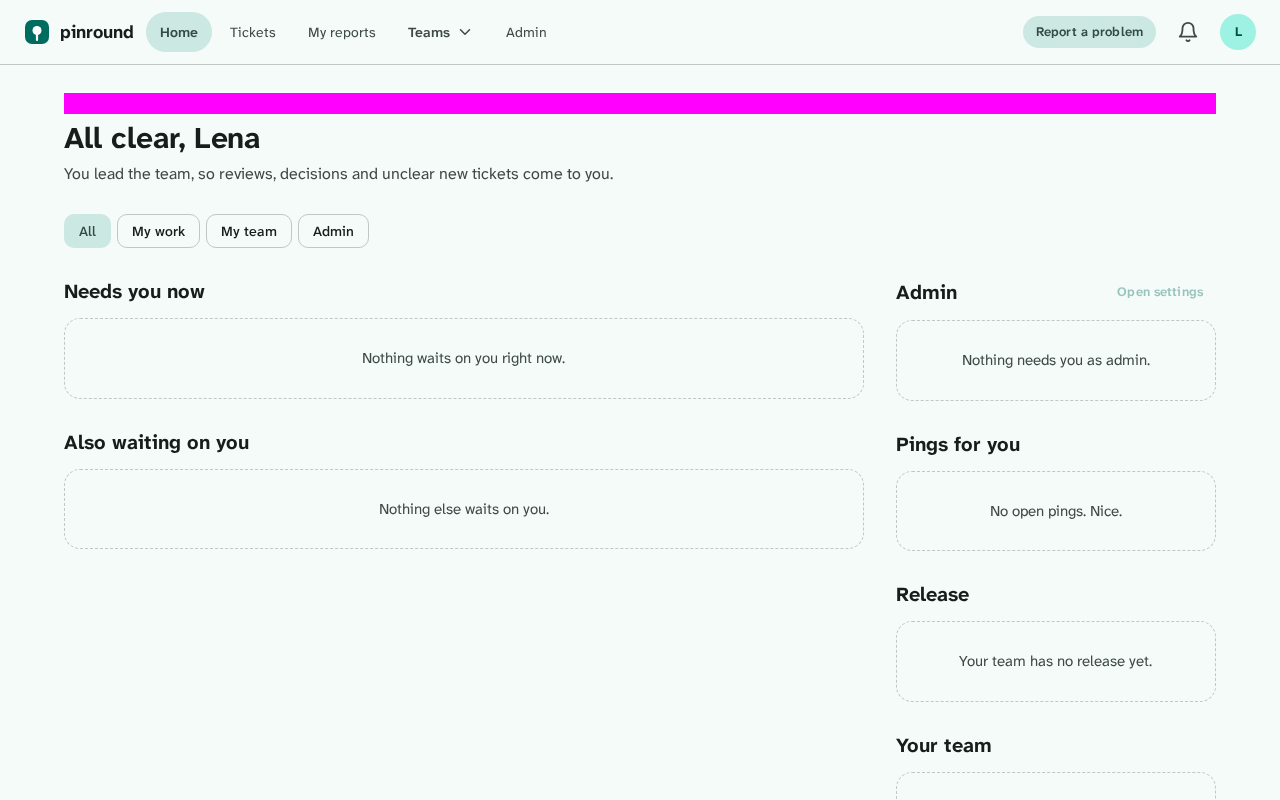 pinround
Home
Tickets
My reports
Teams
Admin
Report a problem
L
All clear, Lena
You lead the team, so reviews, decisions and unclear new tickets come to you.
All
My work
My team
Admin
Needs you now
Nothing waits on you right now.
Also waiting on you
Nothing else waits on you.
Admin
Open settings
Nothing needs you as admin.
Pings for you
No open pings. Nice.
Release
Your team has no release yet.
Your team